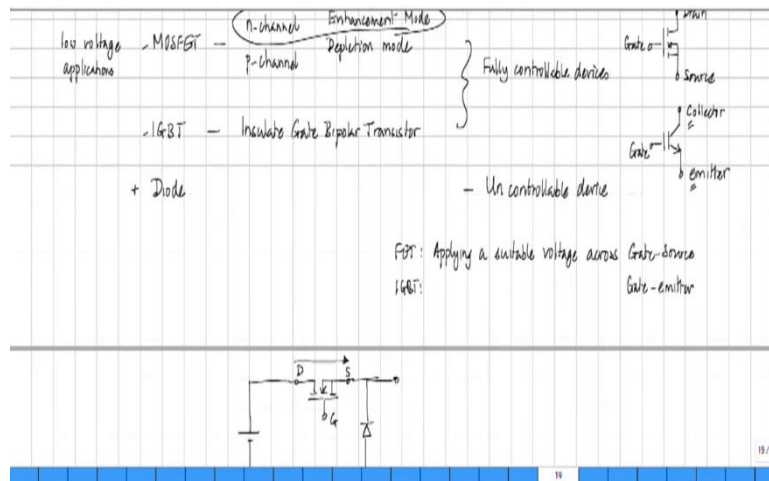 n-channel Enhancement Mode
low voltage applications - MOSFET - Depletion mode
p-channel
Fully controllable devices
Drain
Gate
Source
- IGBT - Insulate Gate Bipolar Transistor
Collector
Gate
emitter
+ Diode - Un controllable device
FET: Applying a suitable voltage across Gate-Source
IGBT: Gate-emitter
D S
G
19